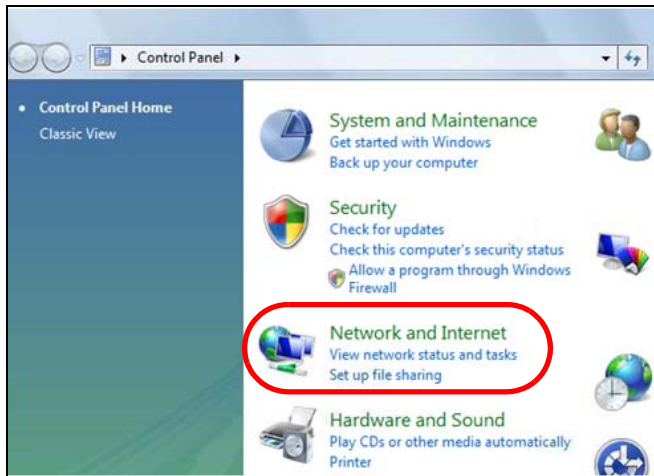 Control Panel
Control Panel Home
Classic View
System and Maintenance
Get started with Windows
Back up your computer
Security
Check for updates
Check this computer's security status
Allow a program through Windows
Firewall
Network and Internet
View network status and tasks
Set up file sharing
Hardware and Sound
Play CDs or other media automatically
Printer